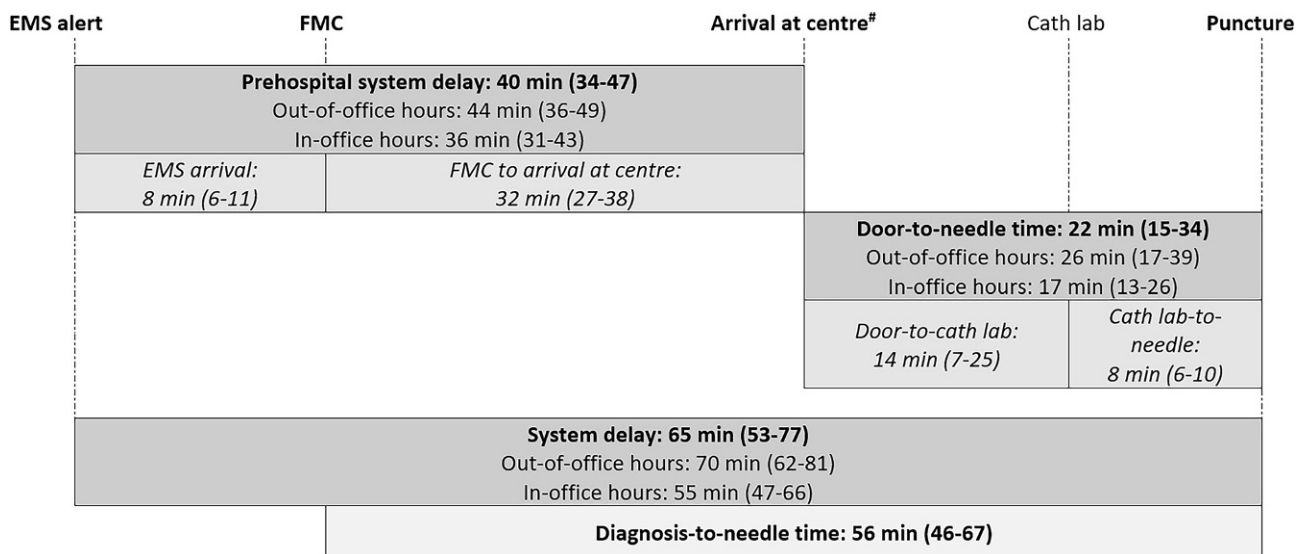 EMS alert FMC Arrival at centre# Cath lab Puncture
Prehospital system delay: 40 min (34-47)
Out-of-office hours: 44 min (36-49)
In-office hours: 36 min (31-43)
EMS arrival:
8 min (6-11)
FMC to arrival at centre:
32 min (27-38)
Door-to-needle time: 22 min (15-34)
Out-of-office hours: 26 min (17-39)
In-office hours: 17 min (13-26)
Door-to-cath lab:
14 min (7-25)
Cath lab-to-
needle:
8 min (6-10)
System delay: 65 min (53-77)
Out-of-office hours: 70 min (62-81)
In-office hours: 55 min (47-66)
Diagnosis-to-needle time: 56 min (46-67)